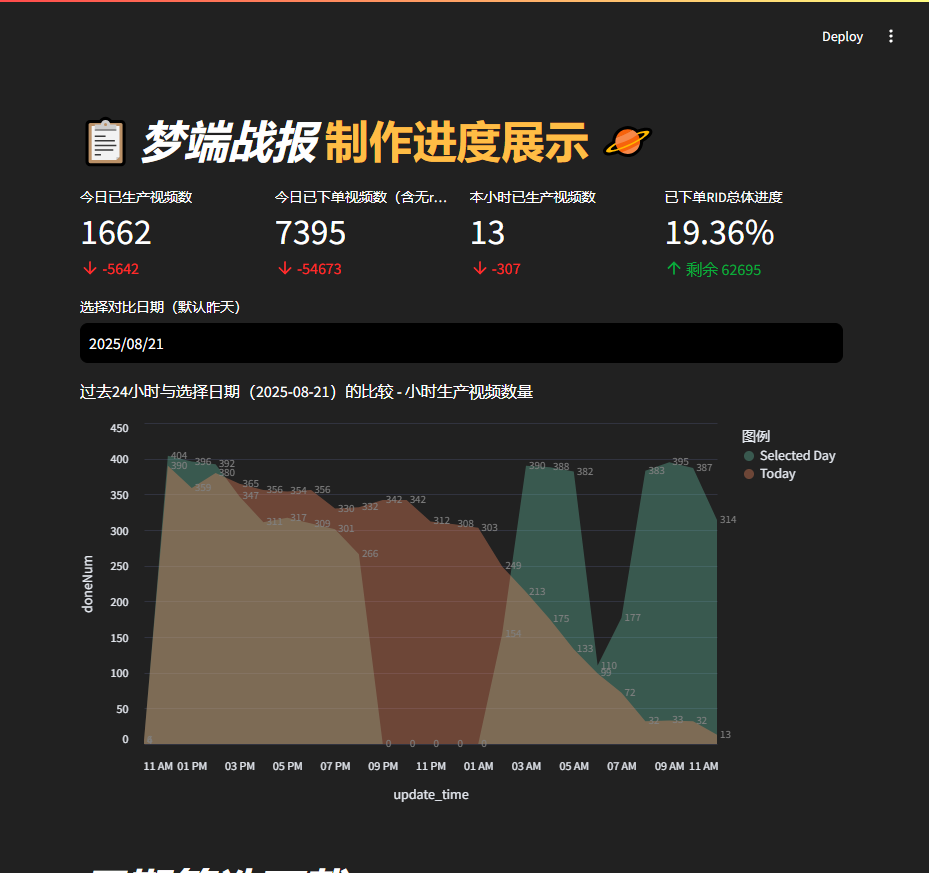 Deploy
梦端战报 制作进度展示
今日已生产视频数
1662
-5642
今日已下单视频数（含无r...
7395
-54673
本小时已生产视频数
13
-307
已下单RID总体进度
19.36%
剩余 62695
选择对比日期（默认昨天）
2025/08/21
过去24小时与选择日期（2025-08-21）的比较 - 小时生产视频数量
图例
Selected Day
Today
doneNum
450
400
350
300
250
200
150
100
50
0
404 396 392
390 359 380
365 356 354 356 330 332 342 342 312 308 303 249 213 175 133 99 72 32 33 32 13
347 311 317 309 301 266 0 0 0 0 0 154 390 388 382 110 177 383 395 387 314
11 AM 01 PM 03 PM 05 PM 07 PM 09 PM 11 PM 01 AM 03 AM 05 AM 07 AM 09 AM 11 AM
update_time